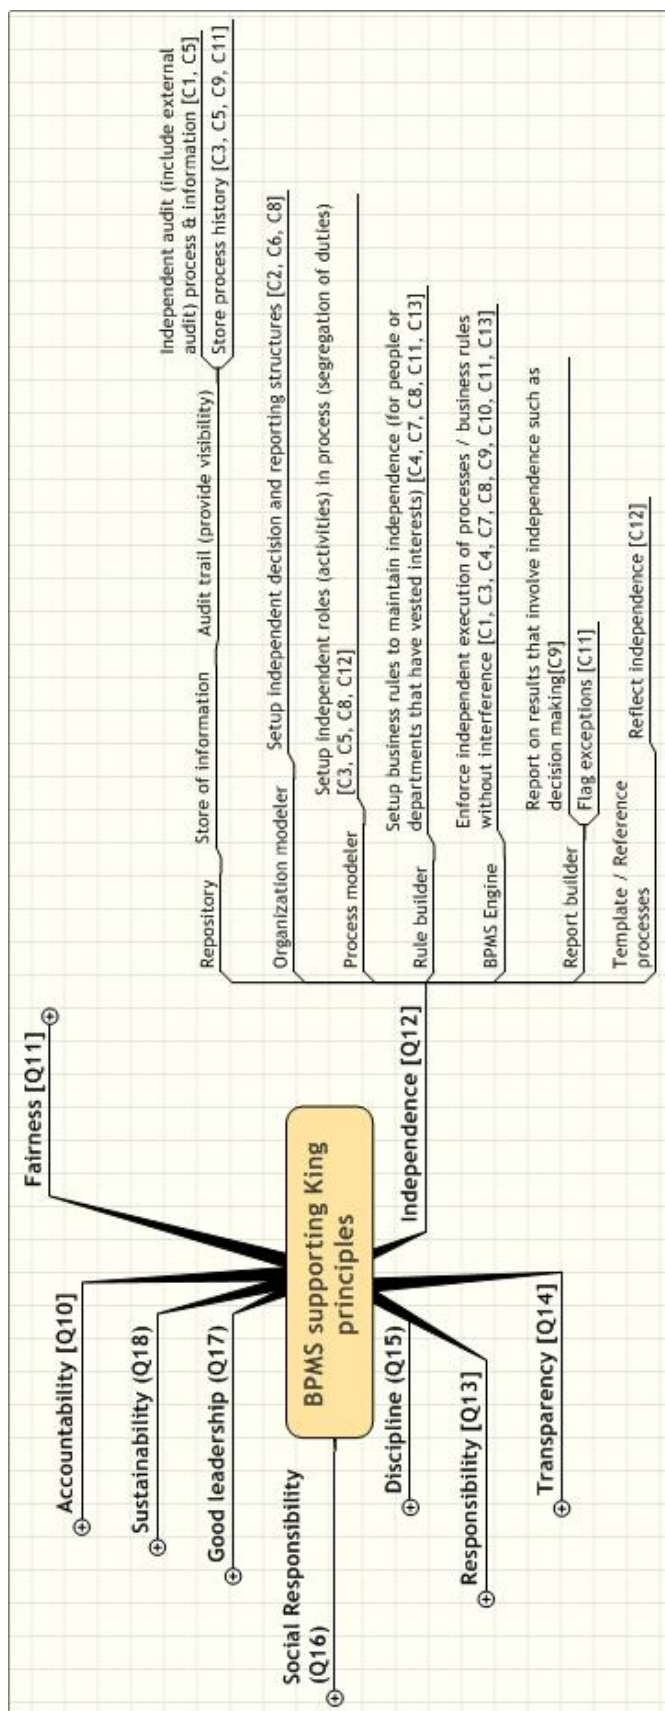 BPMS supporting King
principles
Fairness [Q11]
Accountability [Q10]
Sustainability (Q18)
Good leadership (Q17)
Social Responsibility
(Q16)
Discipline (Q15)
Responsibility [Q13]
Transparency [Q14]
Independence [Q12]
Repository
Store of information
Audit trail (provide visibility)
Independent audit (include external
audit) process & information [C1, C5]
Store process history [C3, C5, C9, C11]
Organization modeler
Setup independent decision and reporting structures [C2, C6, C8]
Process modeler
Setup independent roles (activities) in process (segregation of duties)
[C3, C5, C8, C12]
Rule builder
Setup business rules to maintain independence (for people or
departments that have vested interests) [C4, C7, C8, C11, C13]
BPMS Engine
Enforce independent execution of processes / business rules
without interference [C1, C3, C4, C7, C8, C9, C10, C11, C13]
Report builder
Report on results that involve independence such as
decision making[C9]
Flag exceptions [C11]
Template / Reference
processes
Reflect independence [C12]